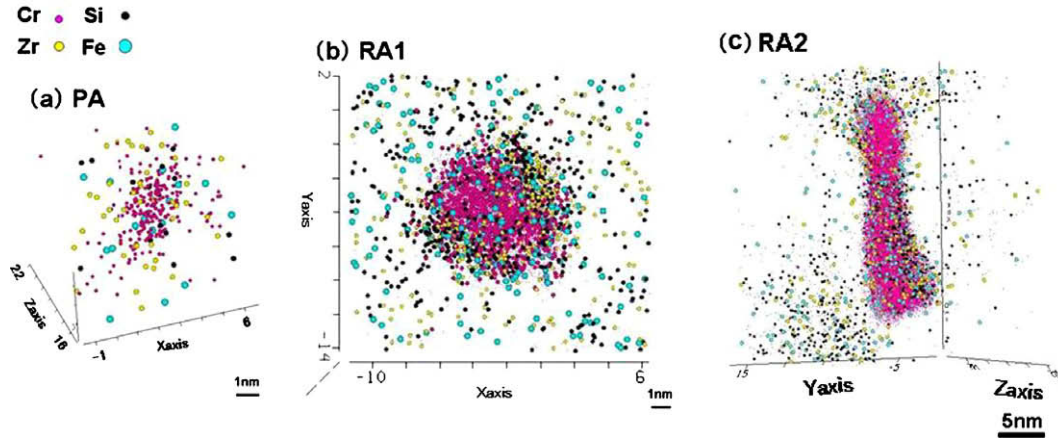 Cr Si
Zr Fe
(a) PA
22
Zaxis
16
-1
Xaxis
6
1nm
(b) RA1
2
Yaxis
-14
-10
Xaxis
6
1nm
(c) RA2
15
Yaxis
-5
Zaxis
5nm